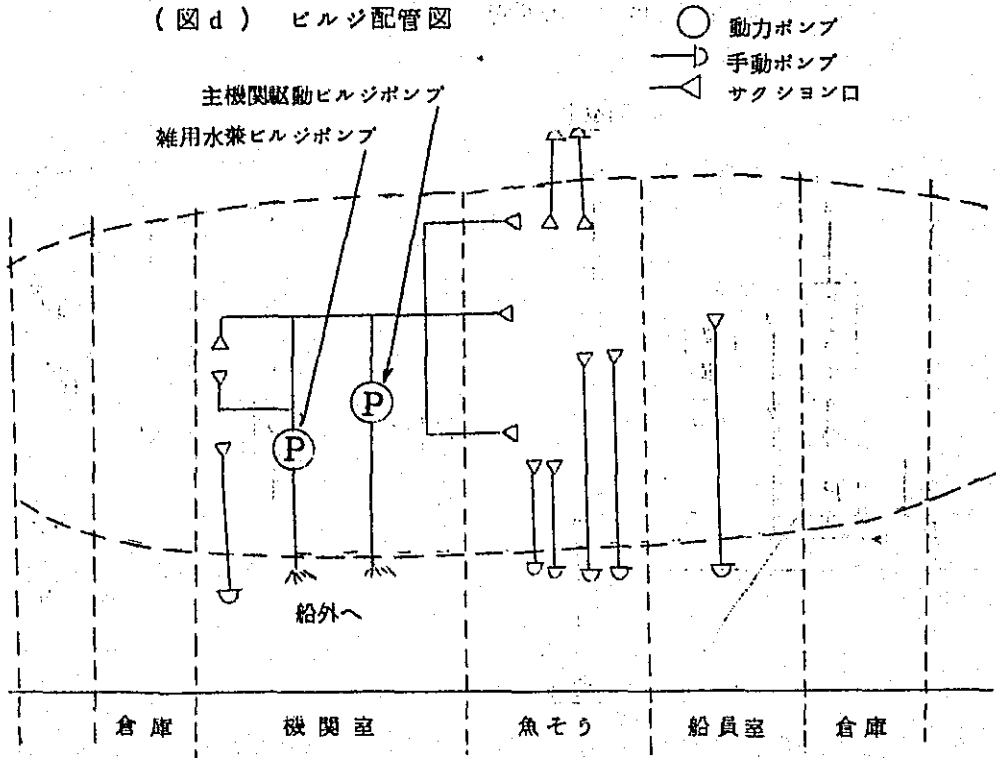 (図d) ビルジ配管図
動力ポンプ
手動ポンプ
サクション口
主機関駆動ビルジポンプ
雑用水兼ビルジポンプ
P
P
船外へ
倉庫 機関室 魚そう 船員室 倉庫